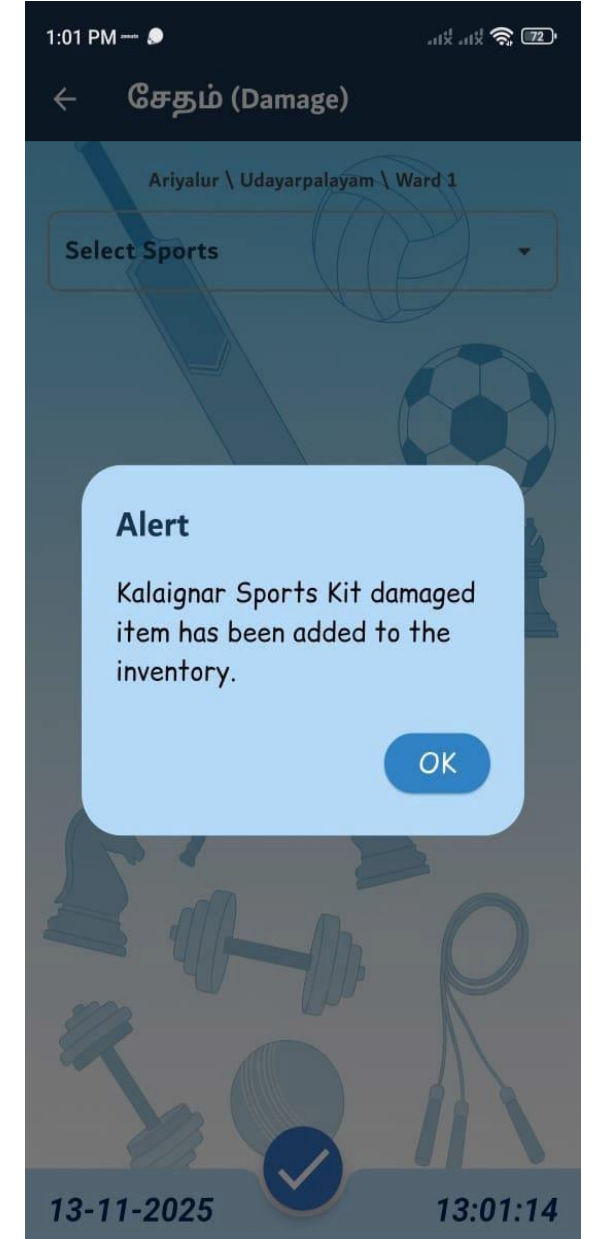 1:01 PM
72
சேதம் (Damage)
Ariyalur \ Udayarpalayam \ Ward 1
Select Sports
Alert
Kalaignar Sports Kit damaged
item has been added to the
inventory.
OK
13-11-2025
13:01:14